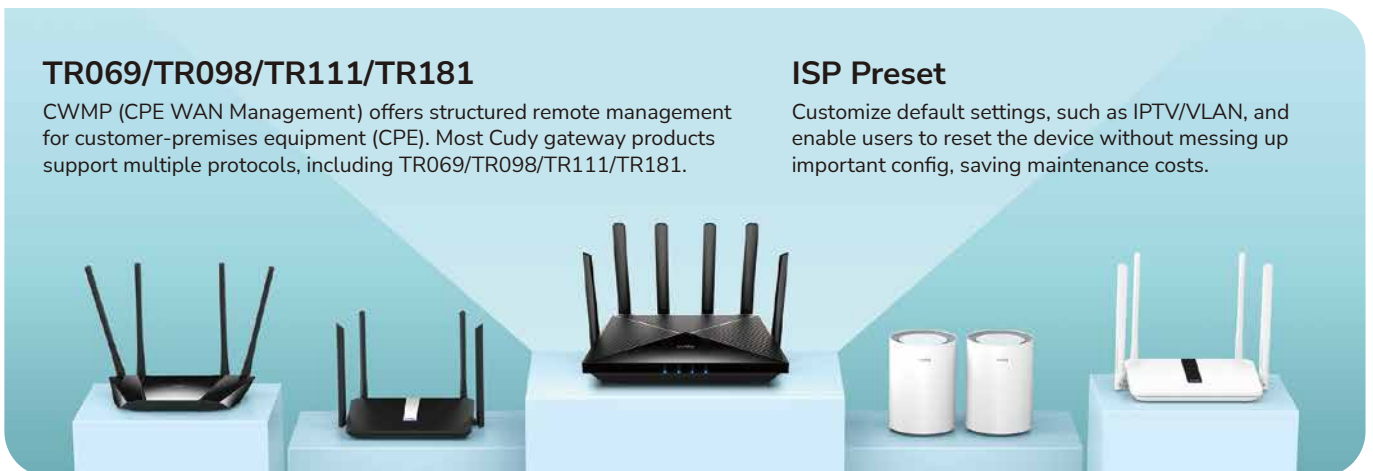 TR069/TR098/TR111/TR181
CWMP (CPE WAN Management) offers structured remote management
for customer-premises equipment (CPE). Most Cudy gateway products
support multiple protocols, including TR069/TR098/TR111/TR181.
ISP Preset
Customize default settings, such as IPTV/VLAN, and
enable users to reset the device without messing up
important config, saving maintenance costs.